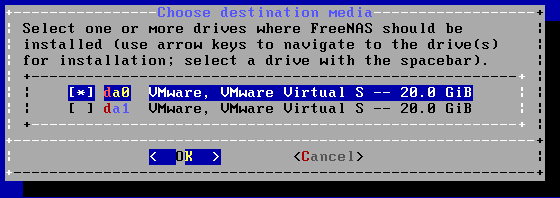 Choose destination media
Select one or more drives where FreeNAS should be
installed (use arrow keys to navigate to the drive(s)
for installation; select a drive with the spacebar).
[*] da0 VMware, VMware Virtual S -- 20.0 GiB
[ ] da1 VMware, VMware Virtual S -- 20.0 GiB
< OK > <Cancel>